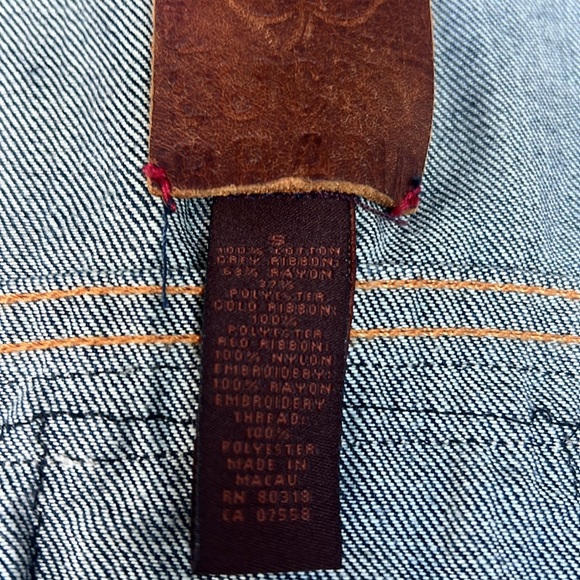 S
100% COTTON
GREY RIBBON:
63% RAYON
37%
POLYESTER
GOLD RIBBON:
100%
POLYESTER
RED RIBBON:
100% NYLON
EMBROIDERY:
100% RAYON
EMBROIDERY
THREAD:
100%
POLYESTER
MADE IN
MACAU
RN 80318
CA 07558